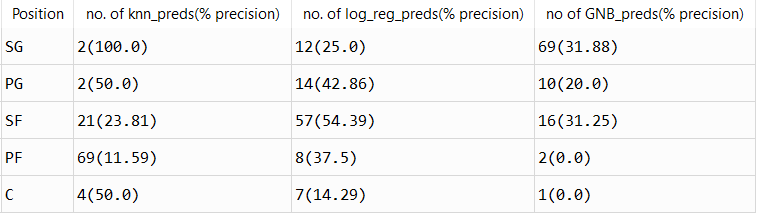 Position no. of knn_preds(% precision) no. of log_reg_preds(% precision) no of GNB_preds(% precision)
SG 2(100.0) 12(25.0) 69(31.88)
PG 2(50.0) 14(42.86) 10(20.0)
SF 21(23.81) 57(54.39) 16(31.25)
PF 69(11.59) 8(37.5) 2(0.0)
C 4(50.0) 7(14.29) 1(0.0)